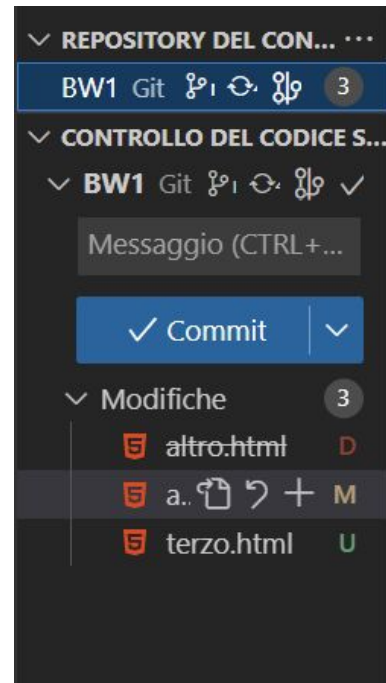 REPOSITORY DEL CON... ...
BW1 Git 3
CONTROLLO DEL CODICE S...
BW1 Git
Messaggio (CTRL+...
Commit
Modifiche 3
altro.html D
a.. M
terzo.html U